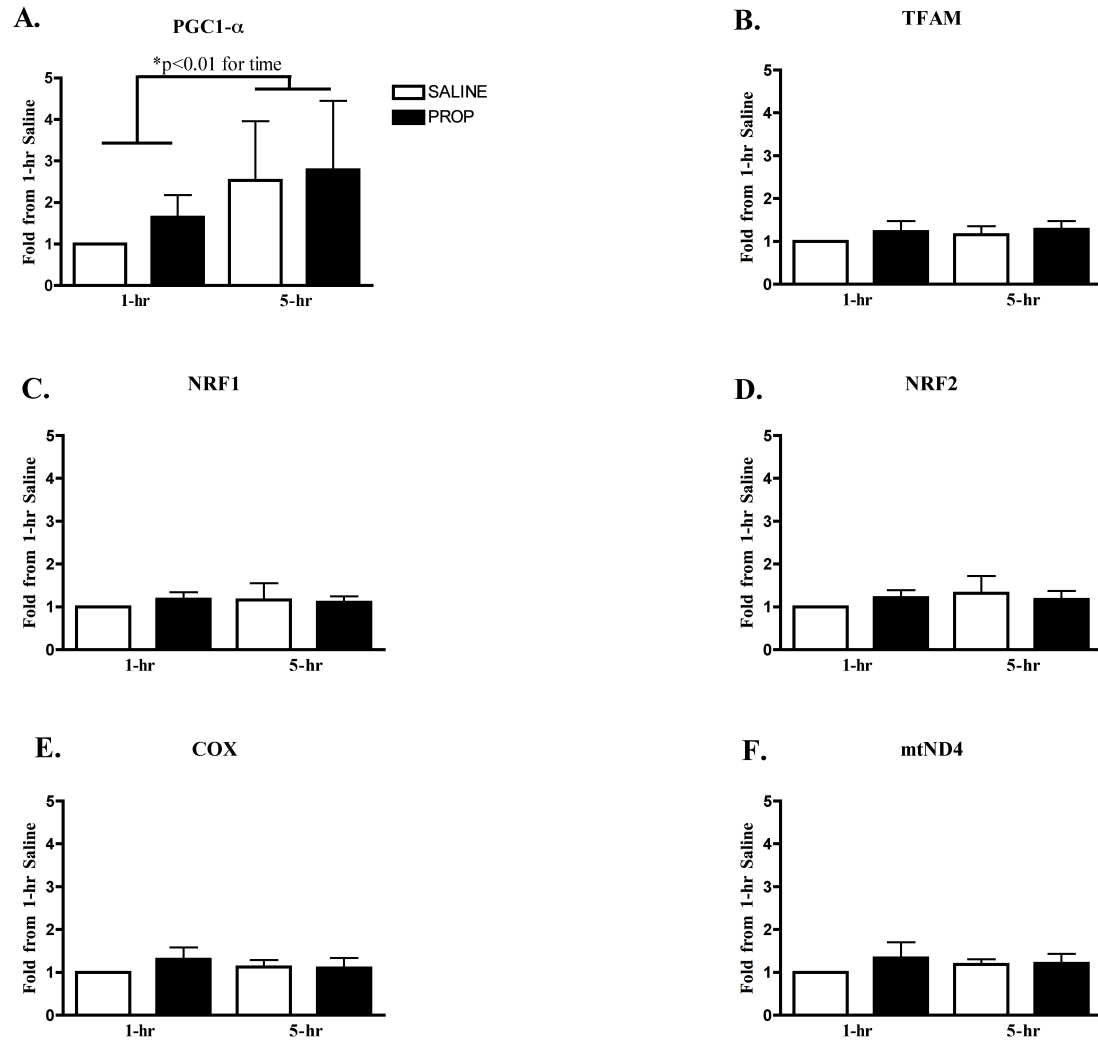 A.
PGC1-α
*p<0.01 for time
SALINE
PROP
Fold from 1-hr Saline
5
4
3
2
1
0
1-hr 5-hr
B.
TFAM
Fold from 1-hr Saline
5
4
3
2
1
0
1-hr 5-hr
C.
NRF1
Fold from 1-hr Saline
5
4
3
2
1
0
1-hr 5-hr
D.
NRF2
Fold from 1-hr Saline
5
4
3
2
1
0
1-hr 5-hr
E.
COX
Fold from 1-hr Saline
5
4
3
2
1
0
1-hr 5-hr
F.
mtND4
Fold from 1-hr Saline
5
4
3
2
1
0
1-hr 5-hr